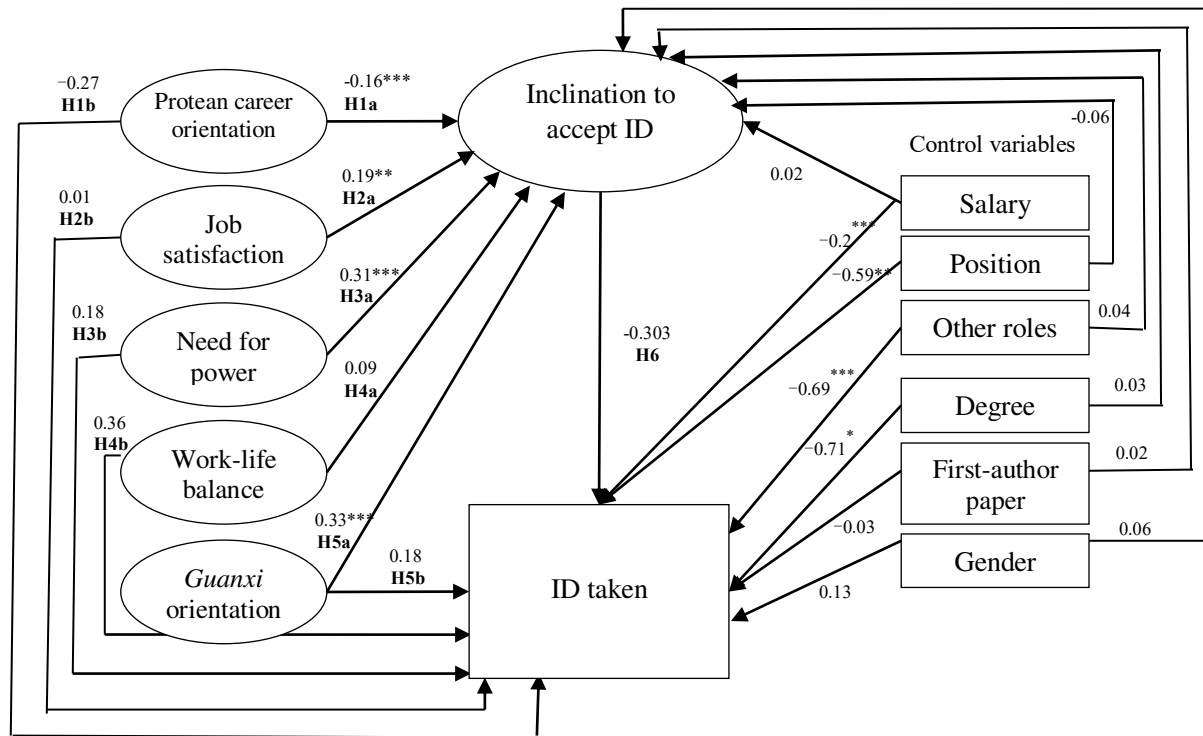 −0.27
H1b
Protean career
orientation
-0.16***
H1a
Inclination to
accept ID
-0.06
Control variables
0.01
H2b
Job
satisfaction
0.19**
H2a
0.02
Salary
−0.2***
Position
−0.59**
0.18
H3b
Need for
power
0.31***
H3a
-0.303
H6
Other roles
0.04
−0.69***
0.36
H4b
Work-life
balance
0.09
H4a
Degree
0.03
−0.71*
First-author
paper
0.02
−0.03
Guanxi
orientation
0.33***
H5a
0.18
H5b
ID taken
Gender
0.06
0.13